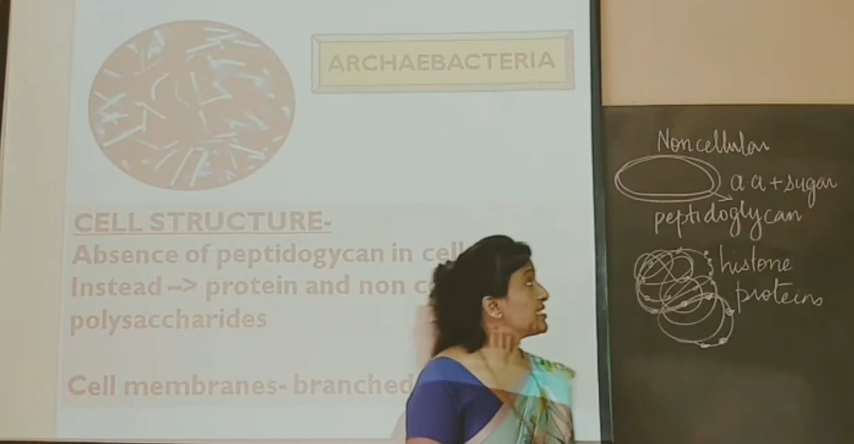 ARCHAEBACTERIA
CELL STRUCTURE-
Absence of peptidogycan in cell
Instead –> protein and non c
polysaccharides
in
Cell membranes- branched
Noncellular
a.a + sugar
peptidoglycan
histone
proteins